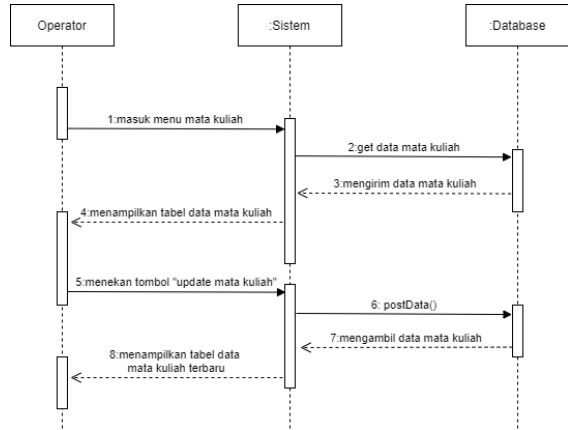 Operator
:Sistem
:Database
1:masuk menu mata kuliah
2:get data mata kuliah
3:mengirim data mata kuliah
4:menampilkan tabel data mata kuliah
5:menekan tombol "update mata kuliah"
6: postData()
7:mengambil data mata kuliah
8:menampilkan tabel data
mata kuliah terbaru